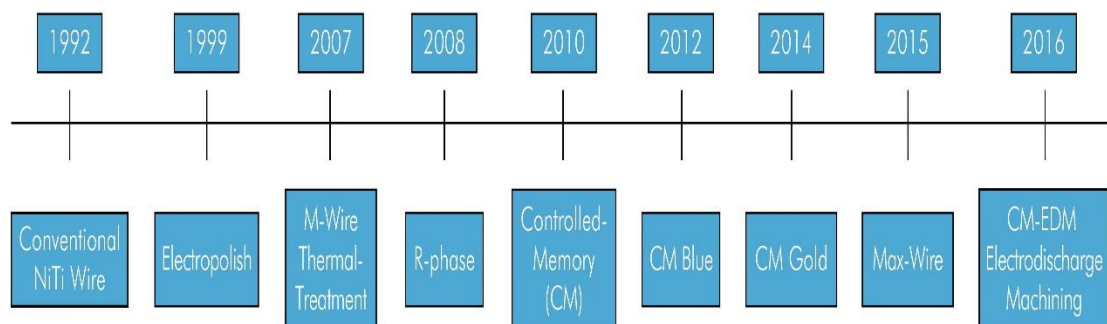 1992
1999
2007
2008
2010
2012
2014
2015
2016
Conventional
NiTi Wire
Electropolish
M-Wire
Thermal-
Treatment
R-phase
Controlled-
Memory
(CM)
CM Blue
CM Gold
Max-Wire
CM-EDM
Electrodischarge
Machining